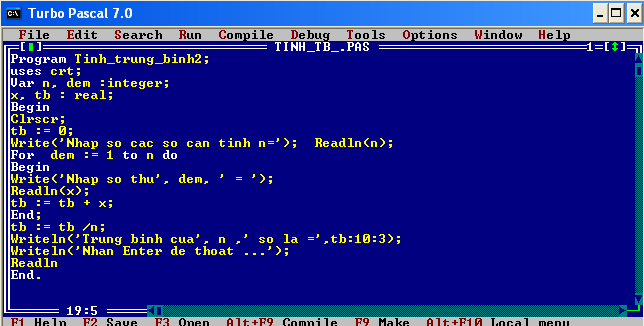 Turbo Pascal 7.0
File Edit Search Run Compile Debug Tools Options Window Help
TINH_TB_.PAS 1
Program Tinh_trung_binh2;
uses crt;
Var n, dem :integer;
x, tb : real;
Begin
Clrscr;
tb := 0;
Write('Nhap so cac so can tinh n='); Readln(n);
For dem := 1 to n do
Begin
Write('Nhap so thu', dem, ' = ');
Readln(x);
tb := tb + x;
End;
tb := tb /n;
Writeln('Trung binh cua', n ,' so la =',tb:10:3);
Writeln('Nhan Enter de thoat ...');
Readln
End.
19:5
F1 Help F2 Save F3 Open Alt+F9 Compile F9 Make Alt+F10 Local menu